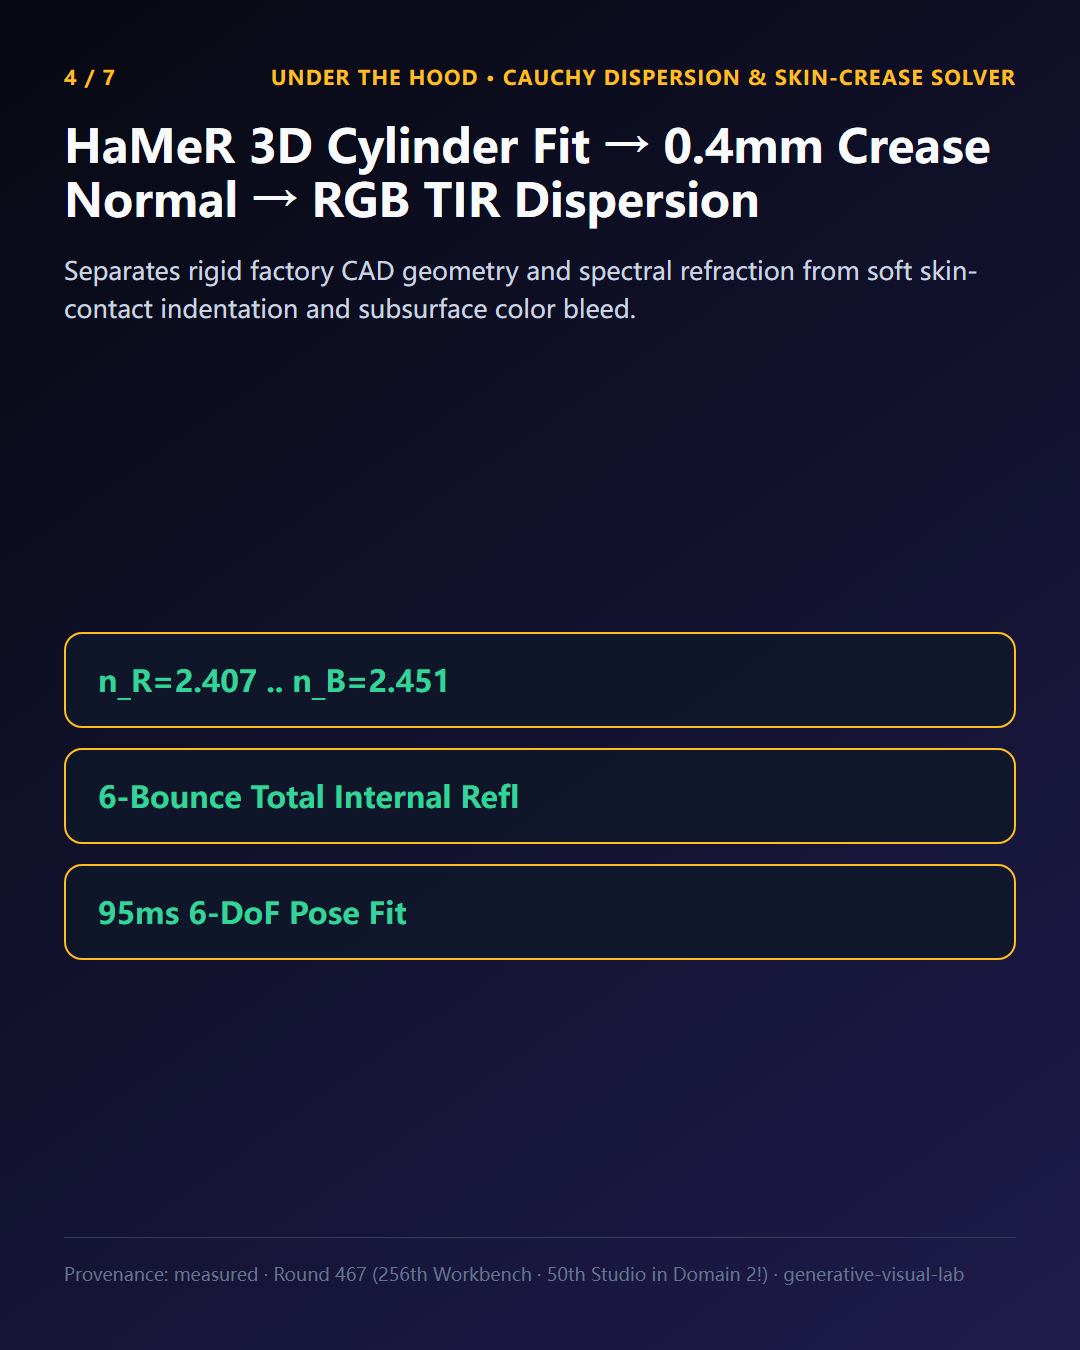 4 / 7
UNDER THE HOOD • CAUCHY DISPERSION & SKIN-CREASE SOLVER
HaMeR 3D Cylinder Fit → 0.4mm Crease
Normal → RGB TIR Dispersion
Separates rigid factory CAD geometry and spectral refraction from soft skin-
contact indentation and subsurface color bleed.
n_R=2.407 .. n_B=2.451
6-Bounce Total Internal Refl
95ms 6-DoF Pose Fit
Provenance: measured · Round 467 (256th Workbench · 50th Studio in Domain 2!) · generative-visual-lab